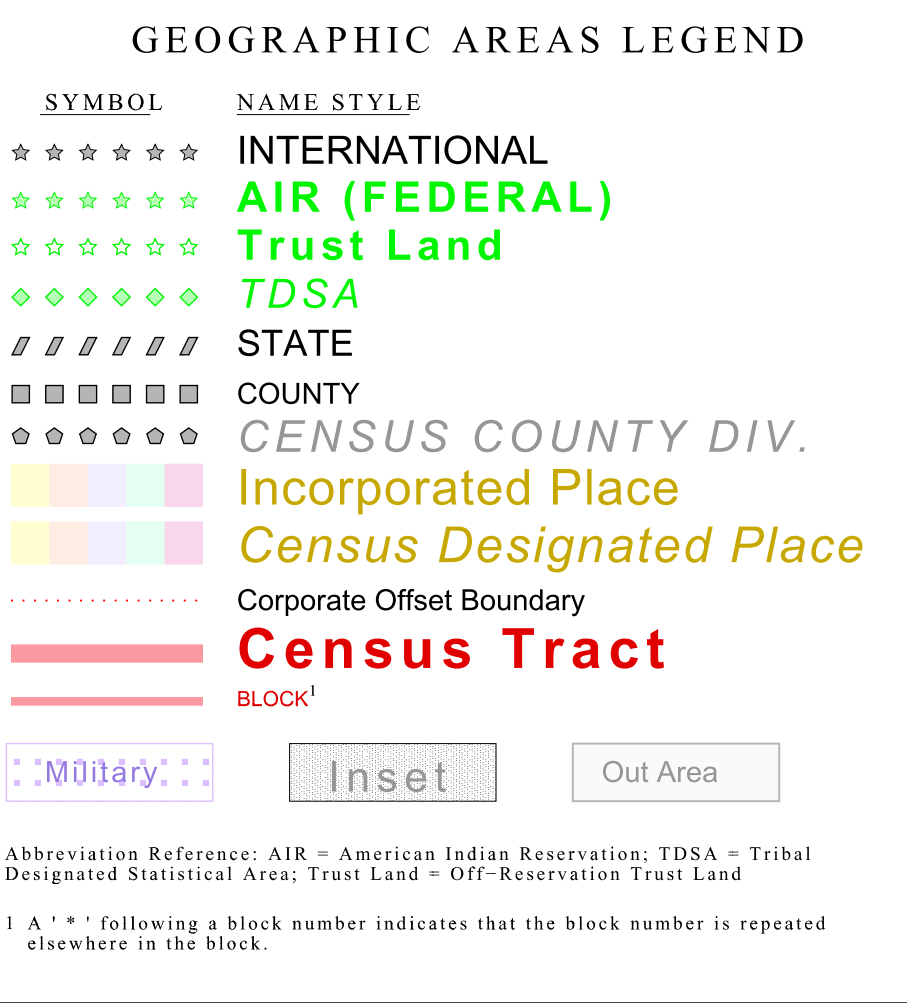 GEOGRAPHIC AREAS LEGEND
SYMBOL NAME STYLE
INTERNATIONAL
AIR (FEDERAL)
Trust Land
TDSA
STATE
COUNTY
CENSUS COUNTY DIV.
Incorporated Place
Census Designated Place
Corporate Offset Boundary
Census Tract
BLOCK¹
Military Inset Out Area
Abbreviation Reference: AIR = American Indian Reservation; TDSA = Tribal
Designated Statistical Area; Trust Land = Off−Reservation Trust Land
1 A ' * ' following a block number indicates that the block number is repeated
elsewhere in the block.